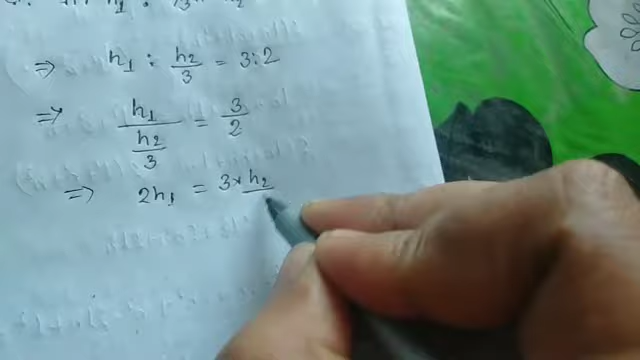 ⇒ h₁ : h₂/3 = 3:2
⇒ h₁/(h₂/3) = 3/2
⇒ 2h₁ = 3×h₂